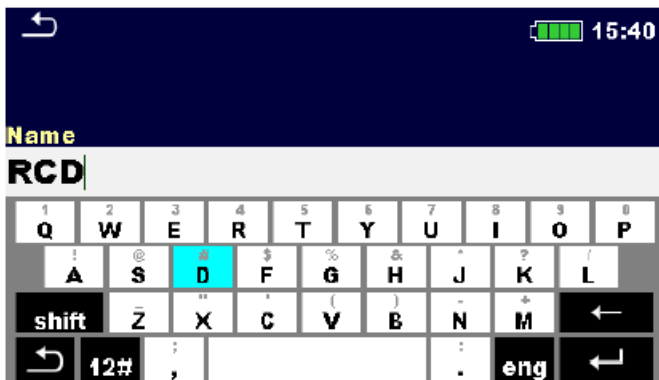 15:40
Name
RCD
1 2 3 4 5 6 7 8 9 0
Q W E R T Y U I O P
! @ # $ % & * ? /
A S D F G H J K L
_ " ' ( ) - +
shift Z X C V B N M ←
12# ; , : . eng